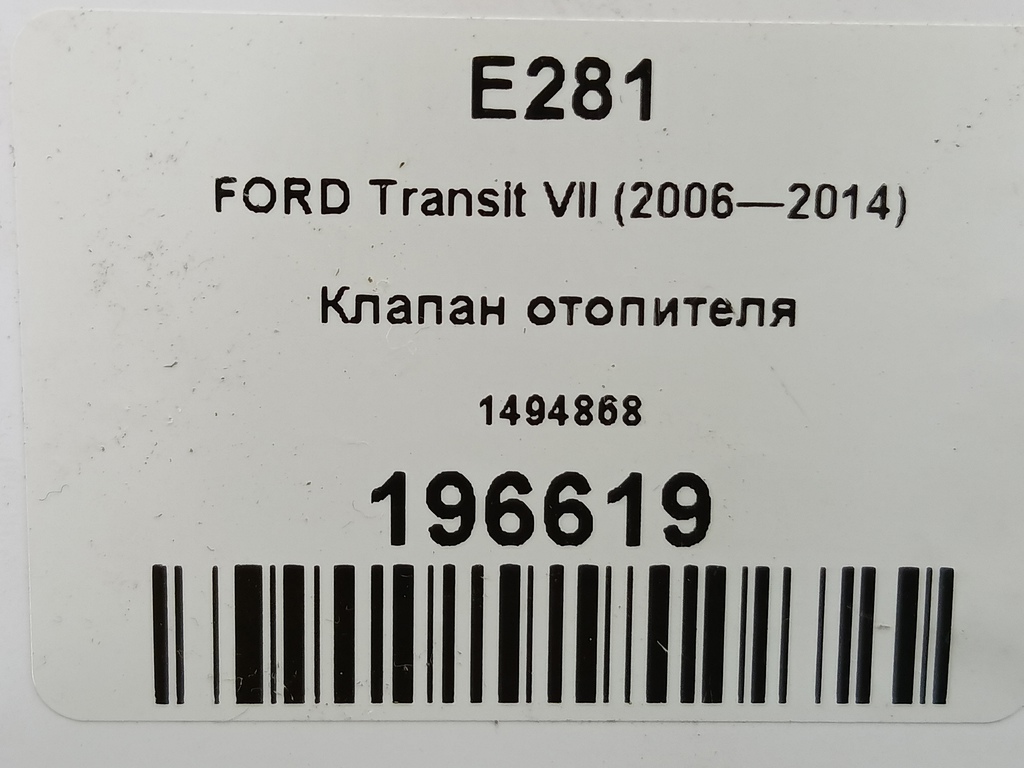 E281
FORD Transit VII (2006—2014)
Клапан отопителя
1494868
196619